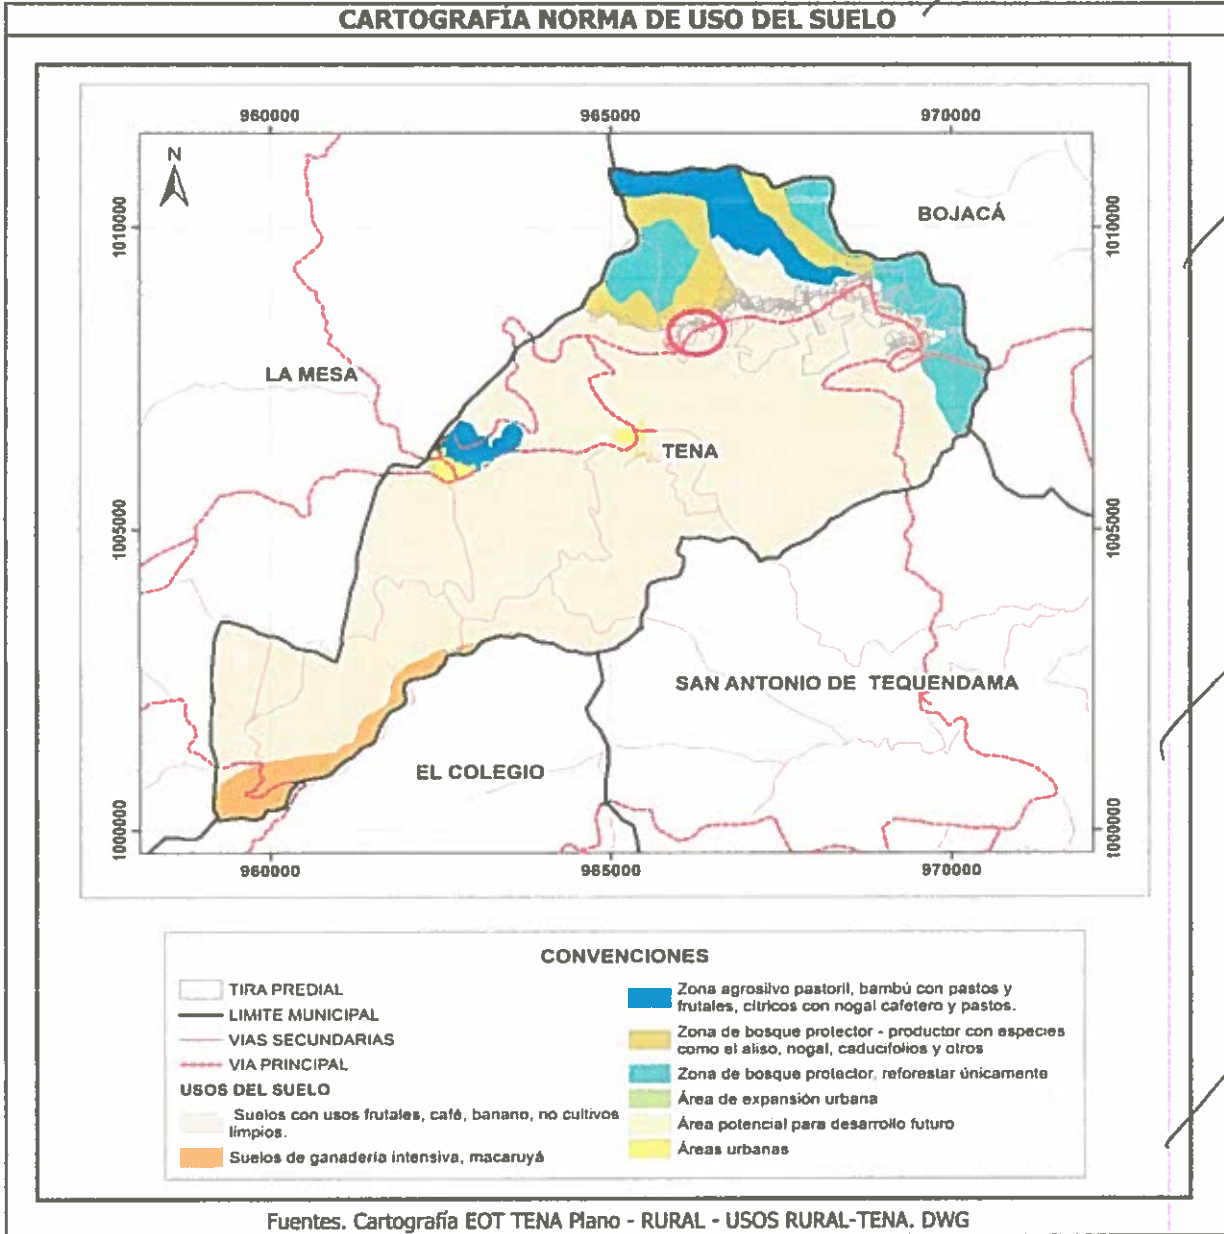 CARTOGRAFÍA NORMA DE USO DEL SUELO
960000
965000
970000
N
1010000
1010000
BOJACÁ
LA MESA
TENA
1005000
1005000
SAN ANTONIO DE TEQUENDAMA
EL COLEGIO
1000000
1000000
960000
965000
970000
CONVENCIONES
TIRA PREDIAL
LIMITE MUNICIPAL
VIAS SECUNDARIAS
VIA PRINCIPAL
USOS DEL SUELO
Suelos con usos frutales, café, banano, no cultivos
limpios.
Suelos de ganadería intensiva, macaruyá
Zona agrosilvo pastoril, bambú con pastos y
frutales, cítricos con nogal cafetero y pastos.
Zona de bosque protector - productor con especies
como el aliso, nogal, caducifolios y otros
Zona de bosque protector, reforestar únicamente
Área de expansión urbana
Área potencial para desarrollo futuro
Áreas urbanas
Fuentes. Cartografía EOT TENA Plano - RURAL - USOS RURAL-TENA. DWG